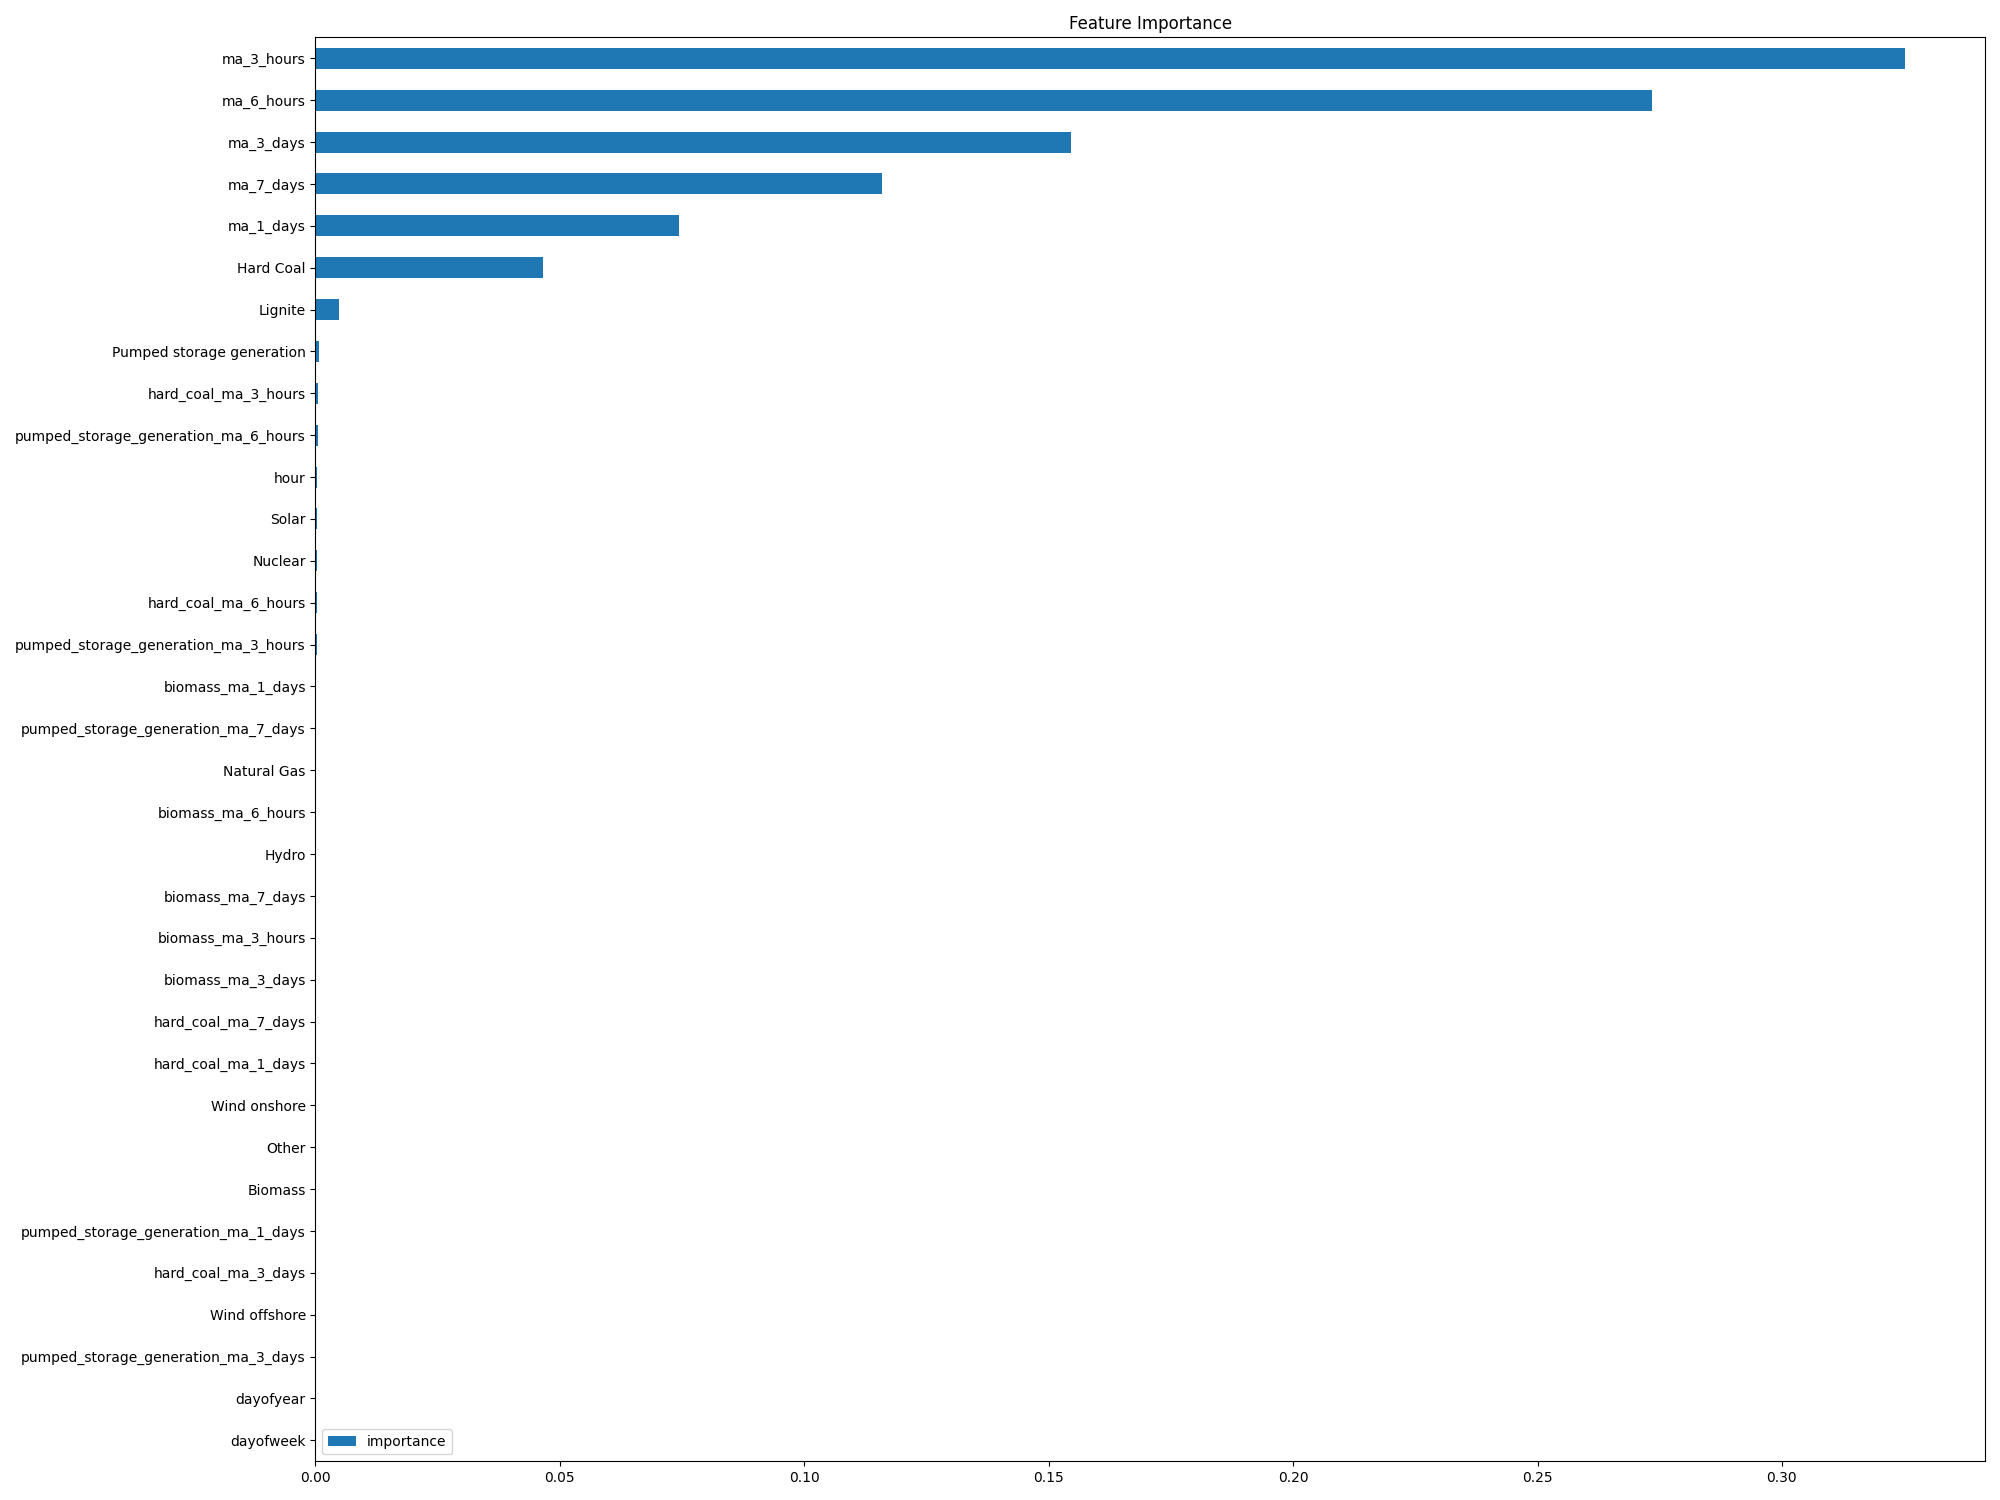 Feature Importance
ma_3_hours
ma_6_hours
ma_3_days
ma_7_days
ma_1_days
Hard Coal
Lignite
Pumped storage generation
hard_coal_ma_3_hours
pumped_storage_generation_ma_6_hours
hour
Solar
Nuclear
hard_coal_ma_6_hours
pumped_storage_generation_ma_3_hours
biomass_ma_1_days
pumped_storage_generation_ma_7_days
Natural Gas
biomass_ma_6_hours
Hydro
biomass_ma_7_days
biomass_ma_3_hours
biomass_ma_3_days
hard_coal_ma_7_days
hard_coal_ma_1_days
Wind onshore
Other
Biomass
pumped_storage_generation_ma_1_days
hard_coal_ma_3_days
Wind offshore
pumped_storage_generation_ma_3_days
dayofyear
dayofweek
importance
0.00 0.05 0.10 0.15 0.20 0.25 0.30